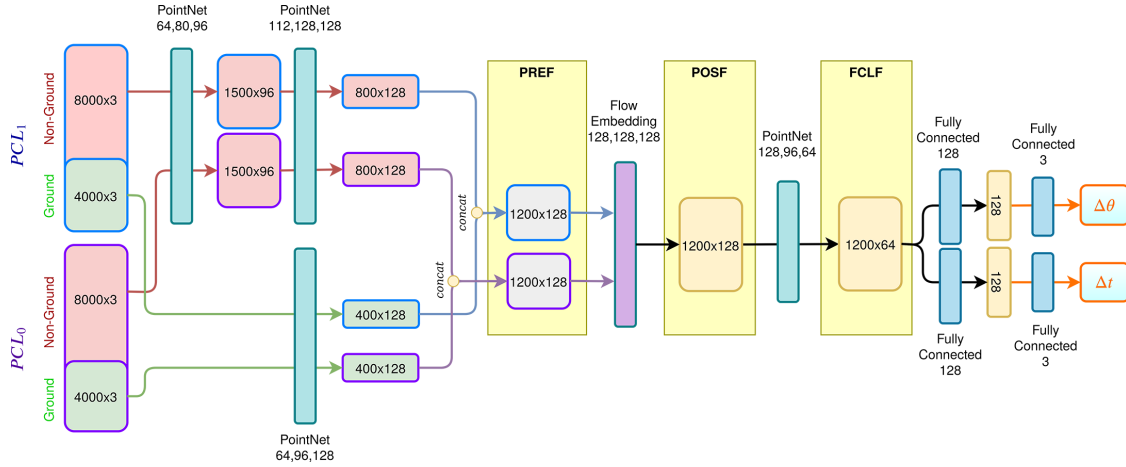 PointNet
64,80,96
PointNet
112,128,128
PCL1
Non-Ground
Ground
8000x3
4000x3
1500x96
1500x96
800x128
800x128
PCL0
Non-Ground
Ground
8000x3
4000x3
400x128
400x128
PointNet
64,96,128
concat
concat
PREF
1200x128
1200x128
Flow
Embedding
128,128,128
POSF
1200x128
PointNet
128,96,64
FCLF
1200x64
Fully
Connected
128
128
Fully
Connected
3
Δθ
128
Δt
Fully
Connected
128
Fully
Connected
3